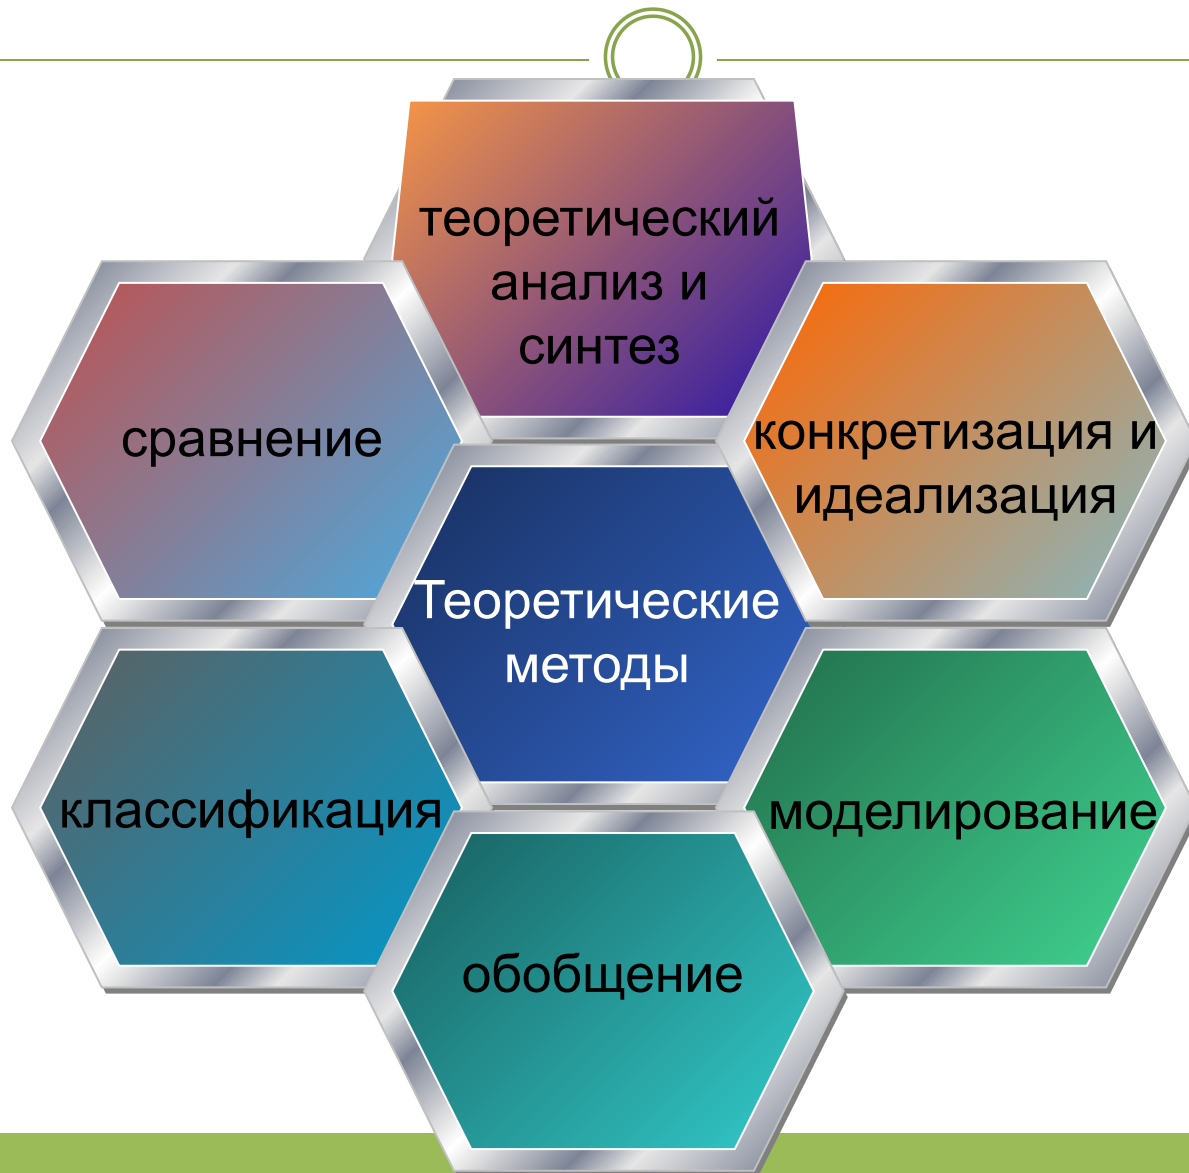 теоретический
анализ и
синтез
сравнение
конкретизация и
идеализация
Теоретические
методы
классификация
моделирование
обобщение